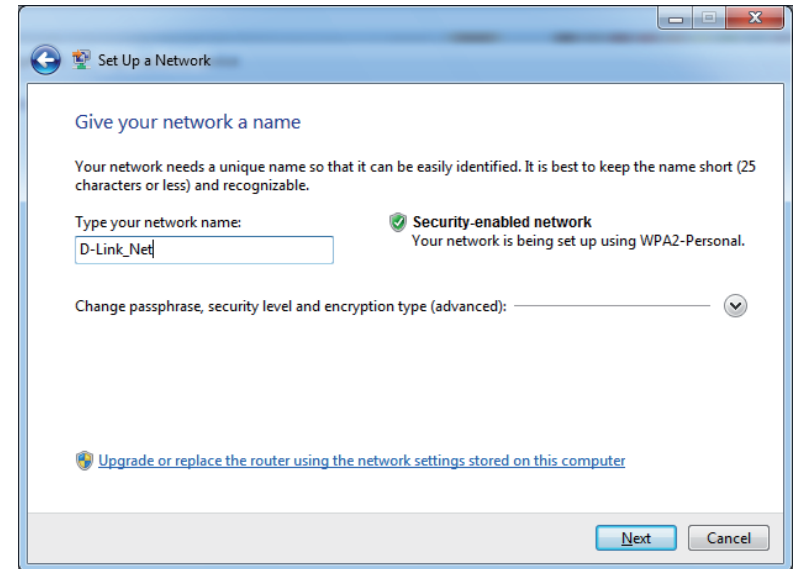 Set Up a Network
Give your network a name
Your network needs a unique name so that it can be easily identified. It is best to keep the name short (25
characters or less) and recognizable.
Type your network name:
D-Link_Net
Security-enabled network
Your network is being set up using WPA2-Personal.
Change passphrase, security level and encryption type (advanced):
Upgrade or replace the router using the network settings stored on this computer
Next
Cancel